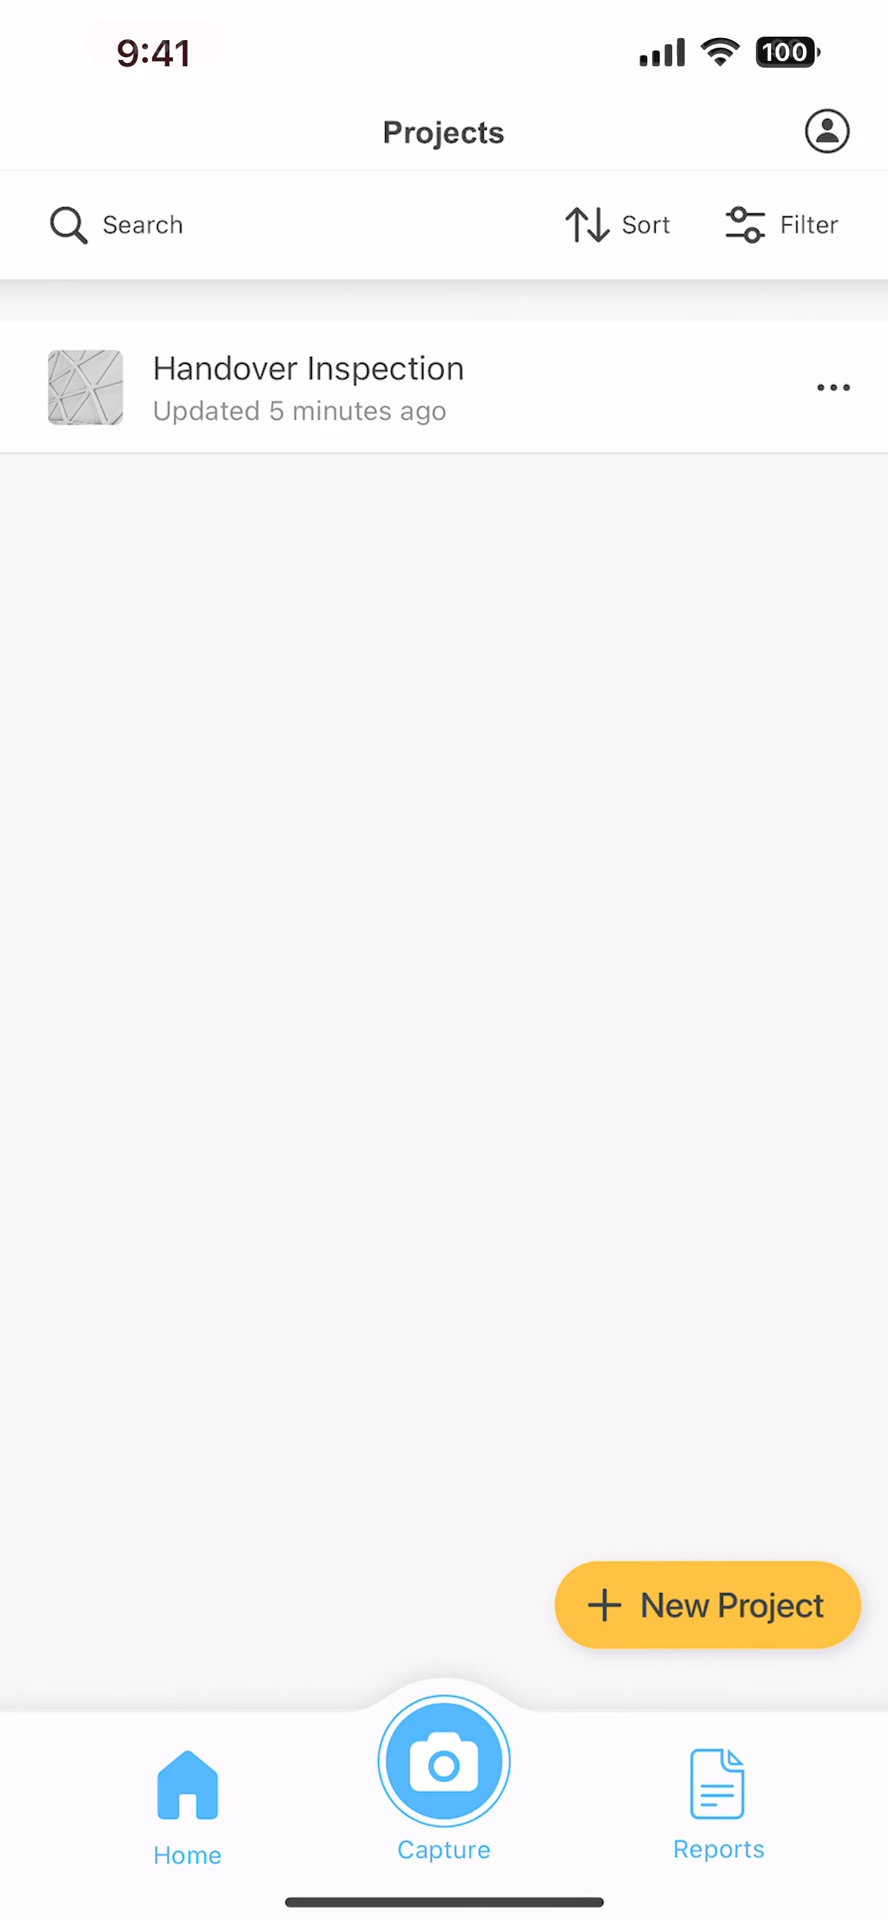 9:41
100
Projects
Search
Sort
Filter
Handover Inspection
Updated 5 minutes ago
New Project
Home
Capture
Reports